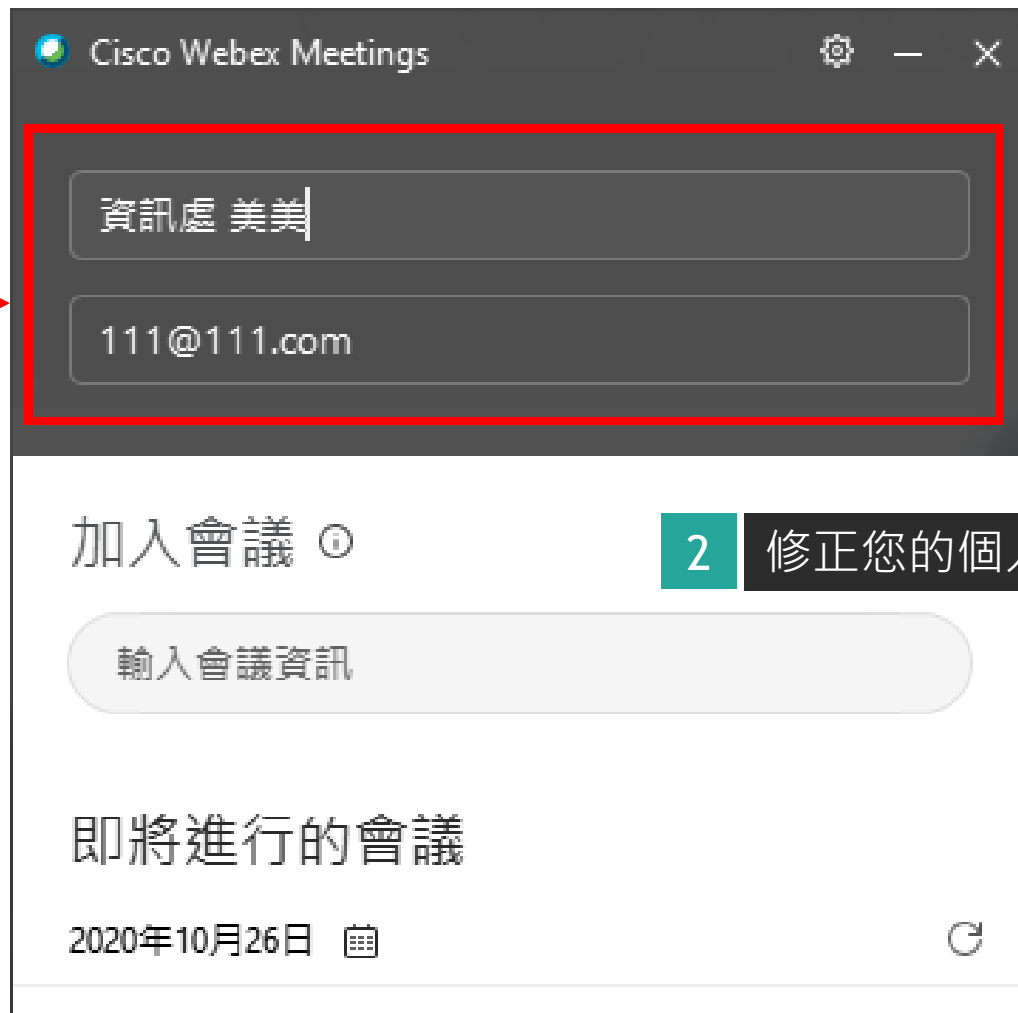 Cisco Webex Meetings
資訊處 美美
111@111.com
加入會議
2 修正您的個
輸入會議資訊
即將進行的會議
2020年10月26日